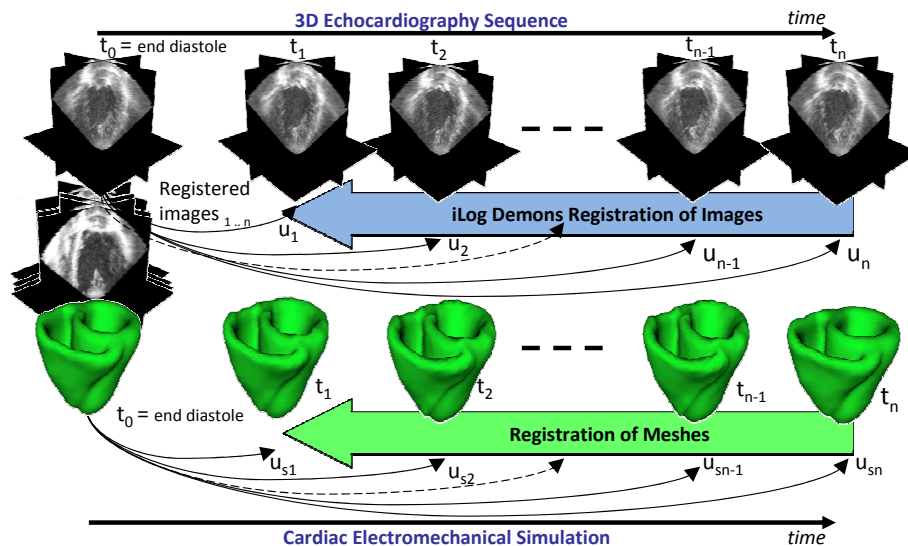 3D Echocardiography Sequence
time
t0 = end diastole
t1
t2
tn-1
tn
Registered
images 1 .. n
iLog Demons Registration of Images
u1
u2
un-1
un
t1
t2
tn-1
tn
t0 = end diastole
Registration of Meshes
us1
us2
usn-1
usn
Cardiac Electromechanical Simulation
time